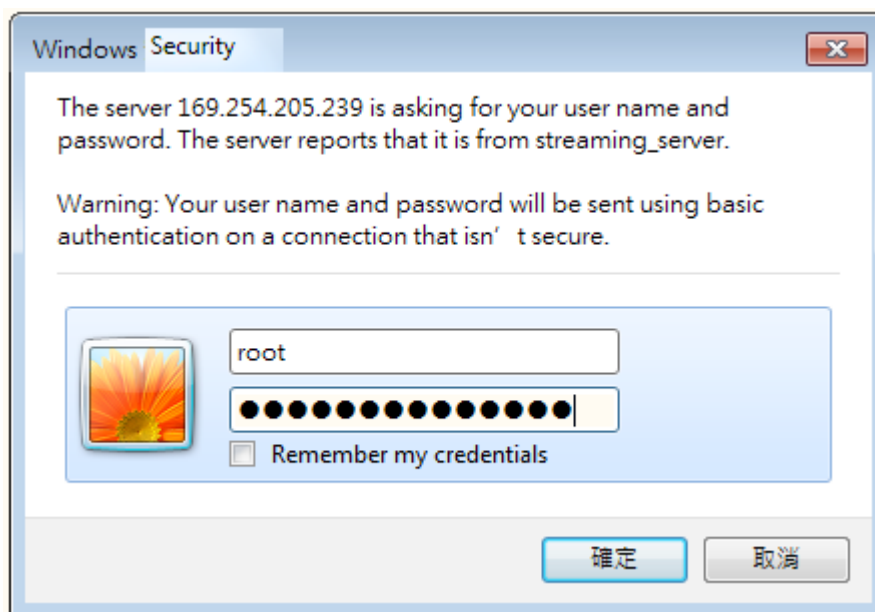 Windows Security
The server 169.254.205.239 is asking for your user name and
password. The server reports that it is from streaming_server.
Warning: Your user name and password will be sent using basic
authentication on a connection that isn’t secure.
root
●●●●●●●●●●●●●●
Remember my credentials
確定
取消